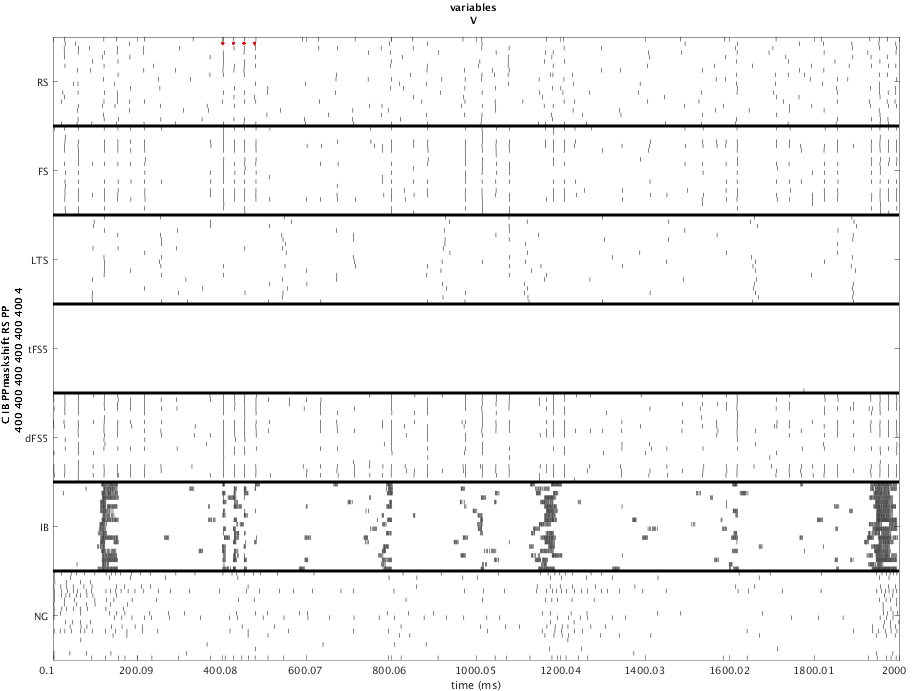 variables
V
RS
FS
LTS
tFS5
dFS5
IB
NG
C IB PPmaskshift RS PP
400 400 400 400 400 400 4
0.1 200.09 400.08 600.07 800.06 1000.05 1200.04 1400.03 1600.02 1800.01 2000
time (ms)